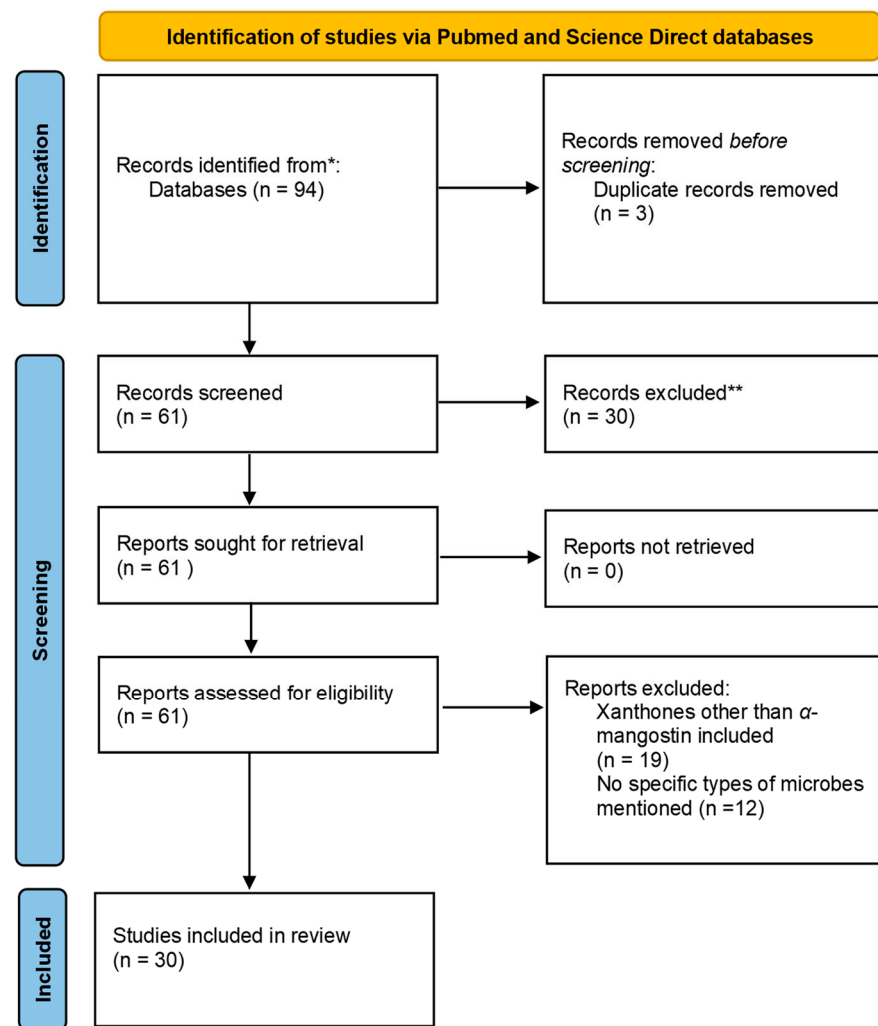 Identification of studies via Pubmed and Science Direct databases
Identification
Records identified from*:
Databases (n = 94)
Records removed before
screening:
Duplicate records removed
(n = 3)
Screening
Records screened
(n = 61)
Records excluded**
(n = 30)
Reports sought for retrieval
(n = 61 )
Reports not retrieved
(n = 0)
Reports assessed for eligibility
(n = 61)
Reports excluded:
Xanthones other than α-
mangostin included
(n = 19)
No specific types of microbes
mentioned (n =12)
Included
Studies included in review
(n = 30)